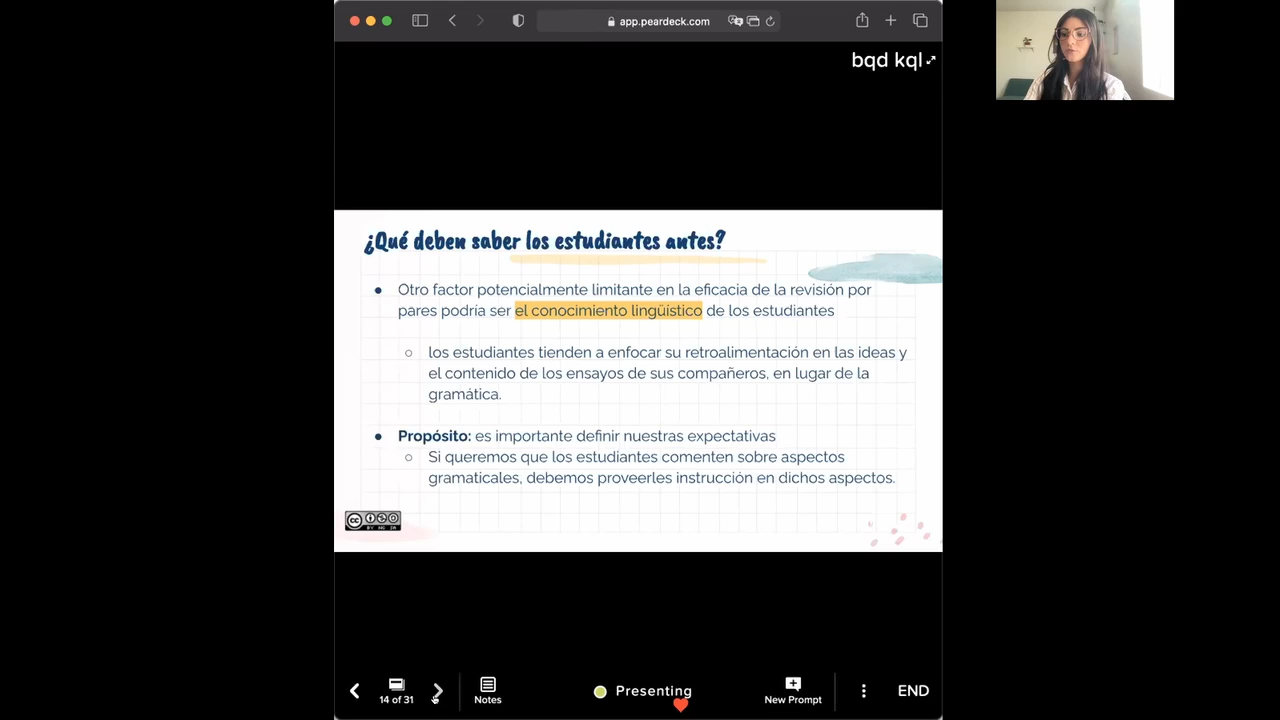 app.peardeck.com
bqd kql
¿Qué deben saber los estudiantes antes?
● Otro factor potencialmente limitante en la eficacia de la revisión por
pares podría ser el conocimiento lingüístico de los estudiantes
○ los estudiantes tienden a enfocar su retroalimentación en las ideas y
el contenido de los ensayos de sus compañeros, en lugar de la
gramática.
● Propósito: es importante definir nuestras expectativas
○ Si queremos que los estudiantes comenten sobre aspectos
gramaticales, debemos proveerles instrucción en dichos aspectos.
cc
BY NC SA
14 of 31
Notes
Presenting
New Prompt
END